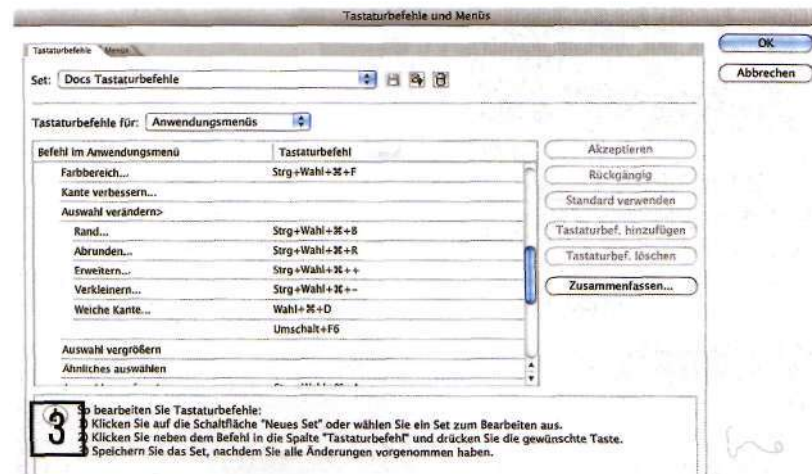 Tastaturbefehle und Menüs
Tastaturbefehle Menüs
OK
Abbrechen
Set: Docs Tastaturbefehle
Tastaturbefehle für: Anwendungsmenüs
Befehl im Anwendungsmenü Tastaturbefehl
Farbbereich... Strg+Wahl+⌘+F
Kante verbessern...
Auswahl verändern>
Rand... Strg+Wahl+⌘+B
Abrunden... Strg+Wahl+⌘+R
Erweitern... Strg+Wahl+⌘++
Verkleinern... Strg+Wahl+⌘+-
Weiche Kante... Wahl+⌘+D
Umschalt+F6
Auswahl vergrößern
Ähnliches auswählen
Akzeptieren
Rückgängig
Standard verwenden
Tastaturbef. hinzufügen
Tastaturbef. löschen
Zusammenfassen...
3
So bearbeiten Sie Tastaturbefehle:
1) Klicken Sie auf die Schaltfläche "Neues Set" oder wählen Sie ein Set zum Bearbeiten aus.
2) Klicken Sie neben dem Befehl in die Spalte "Tastaturbefehl" und drücken Sie die gewünschte Taste.
3) Speichern Sie das Set, nachdem Sie alle Änderungen vorgenommen haben.